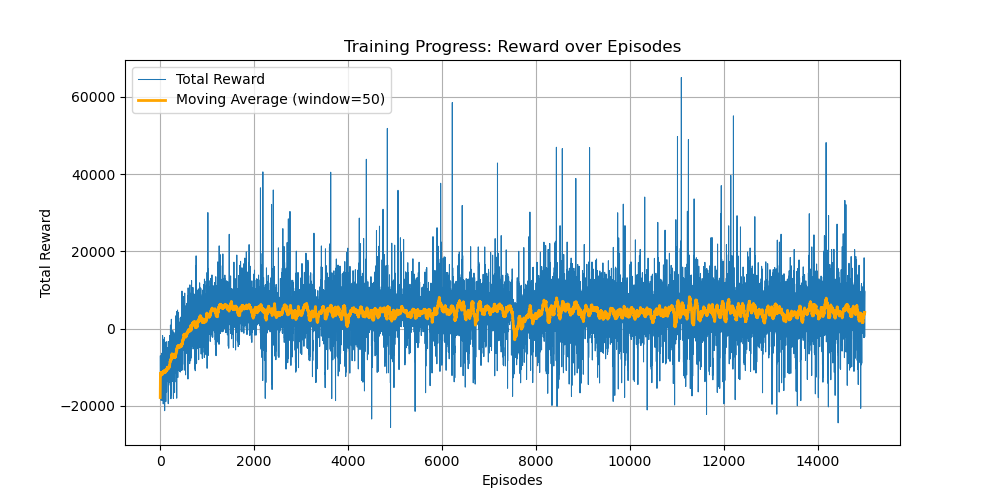 Training Progress: Reward over Episodes
Total Reward
Moving Average (window=50)
Total Reward
60000
40000
20000
0
−20000
0 2000 4000 6000 8000 10000 12000 14000
Episodes